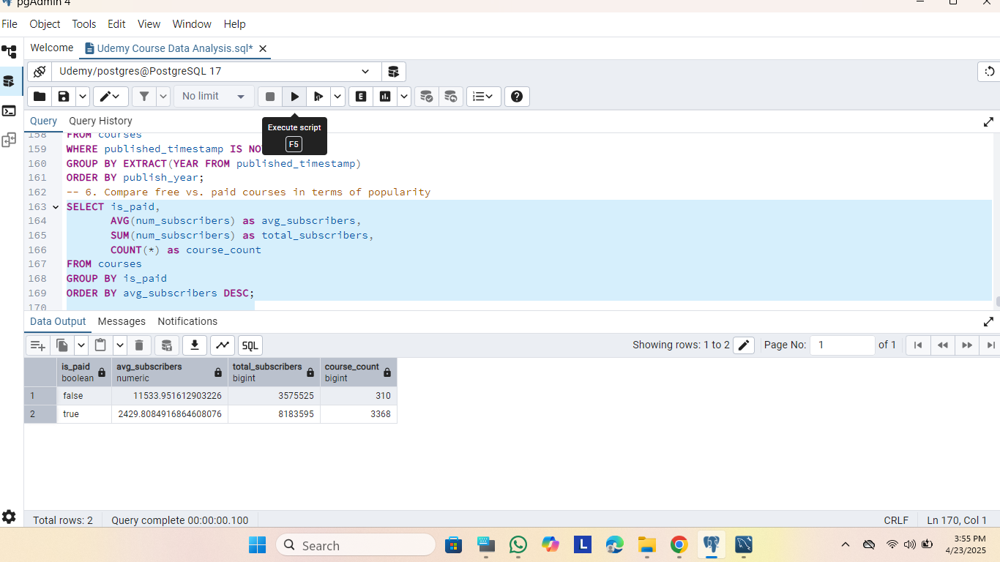 pgAdmin 4
File Object Tools Edit View Window Help
Welcome Udemy Course Data Analysis.sql*
Udemy/postgres@PostgreSQL 17
No limit E
Query Query History
Execute script
F5
158 FROM courses
159 WHERE published_timestamp IS NO
160 GROUP BY EXTRACT(YEAR FROM published_timestamp)
161 ORDER BY publish_year;
162 -- 6. Compare free vs. paid courses in terms of popularity
163 SELECT is_paid,
164 AVG(num_subscribers) as avg_subscribers,
165 SUM(num_subscribers) as total_subscribers,
166 COUNT(*) as course_count
167 FROM courses
168 GROUP BY is_paid
169 ORDER BY avg_subscribers DESC;
170
Data Output Messages Notifications
SQL Showing rows: 1 to 2 Page No: 1 of 1
is_paid avg_subscribers total_subscribers course_count
boolean numeric bigint bigint
1 false 11533.951612903226 3575525 310
2 true 2429.8084916864608076 8183595 3368
Total rows: 2 Query complete 00:00:00.100 CRLF Ln 170, Col 1
Search L 3:55 PM
4/23/2025